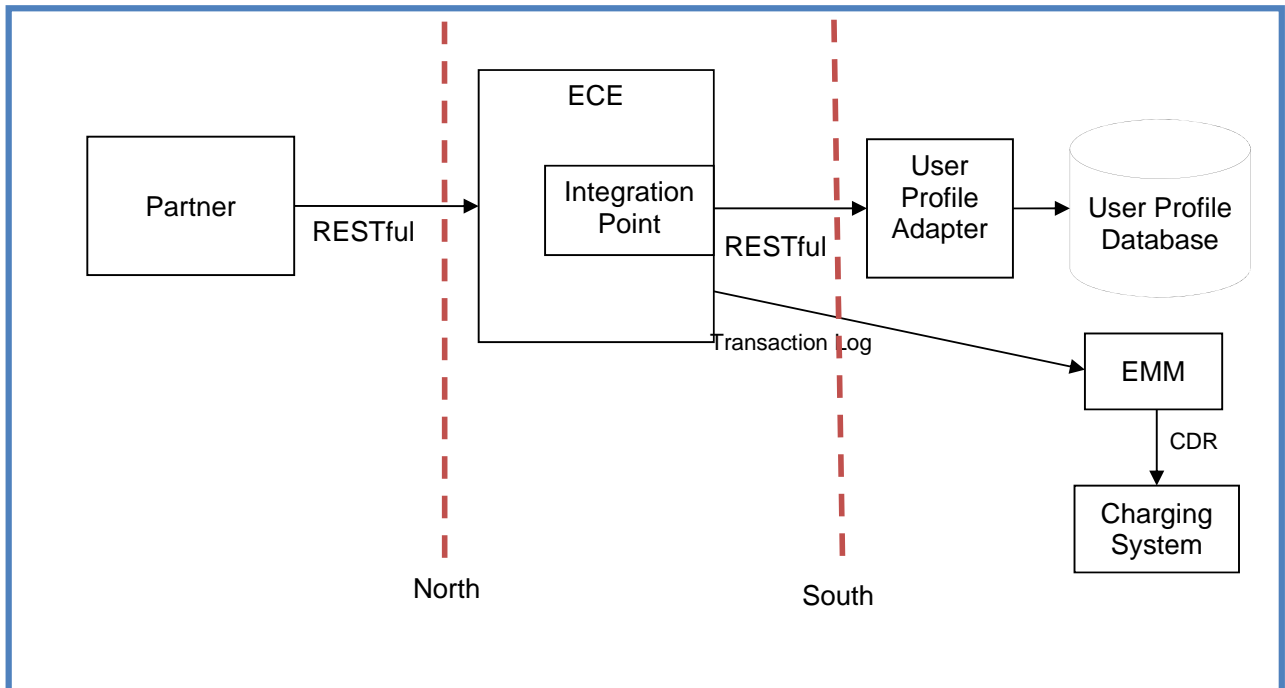 ECE
Partner
RESTful
Integration
Point
RESTful
User
Profile
Adapter
User Profile
Database
Transaction Log
EMM
CDR
Charging
System
North
South